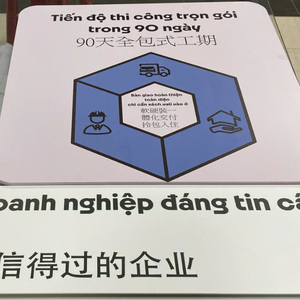 Tiến độ thi công trọn gói
trong 90 ngày
90天全包式工期
Bàn giao hoàn thiện
toàn diện
chỉ cần xách vali vào ở
軟硬裝一
體化交付
拎包入住
oanh nghiệp đáng tin cậ
信得过的企业